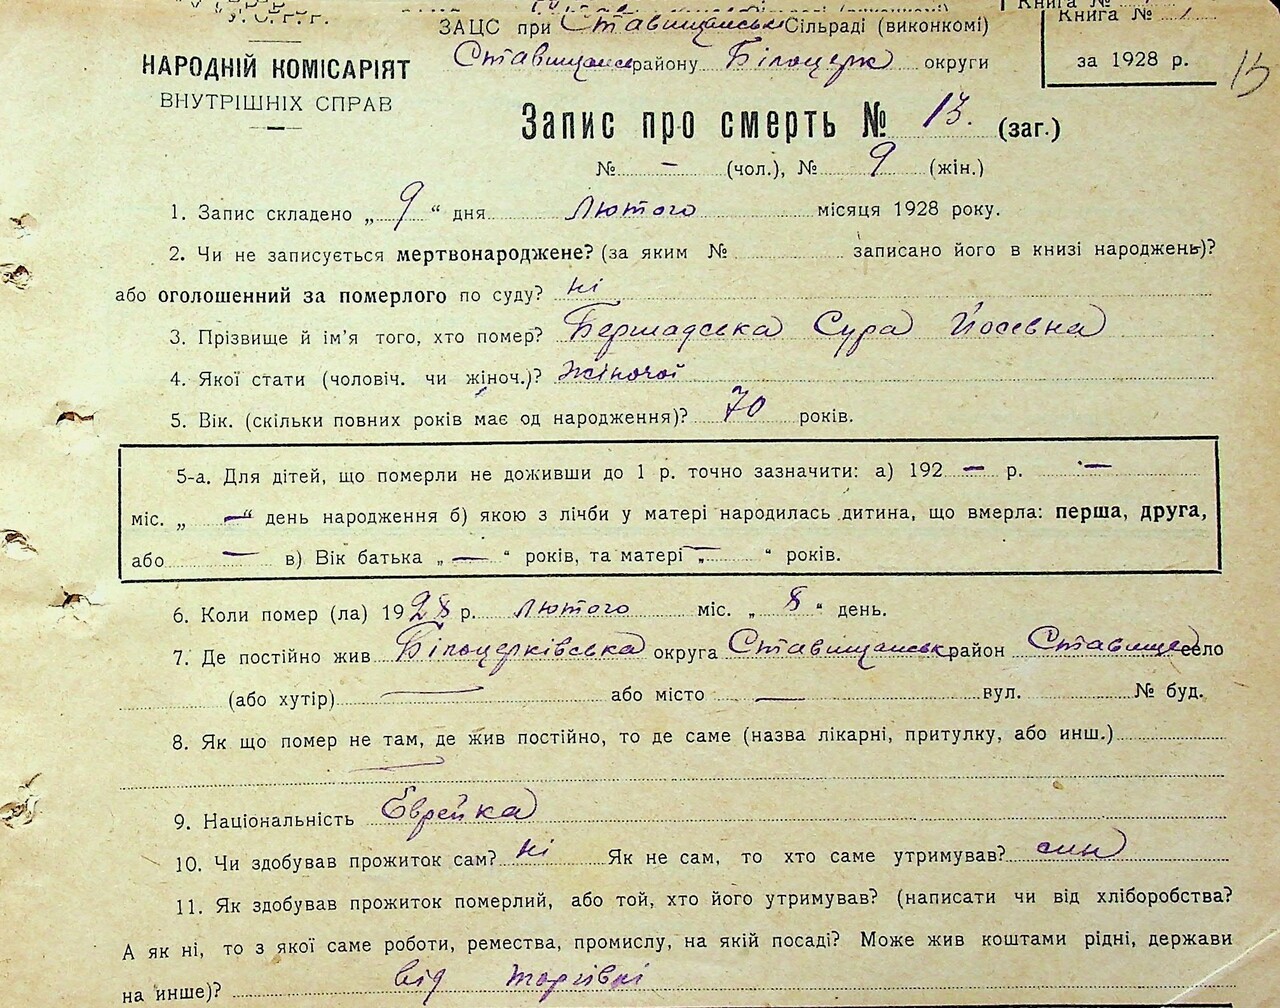 У.С.Р.Р.
ЗАЦС при Ставищанськ Сільраді (виконкомі)
Книга №
Книга № 1
Ставищансь району Білоцерк округи
за 1928 р.
15
НАРОДНІЙ КОМІСАРІЯТ
ВНУТРІШНІХ СПРАВ
Запис про смерть № 13. (заг.)
№ — (чол.), № 9 (жін.)
1. Запис складено „ 9 “ дня Лютого місяця 1928 року.
2. Чи не записується мертвонароджене? (за яким № записано його в книзі народжень)?
або оголошенний за померлого по суду? ні
3. Прізвище й ім'я того, хто помер? Бершадська Сура Йосевна
4. Якої стати (чоловіч. чи жіноч.)? жіночої
5. Вік. (скільки повних років має од народження)? 70 років.
5-а. Для дітей, що померли не доживши до 1 р. точно зазначити: а) 192 — р. —
міс. „ — “ день народження б) якою з лічби у матері народилась дитина, що вмерла: перша, друга,
або — в) Вік батька „ — “ років, та матері „ — “ років.
6. Коли помер (ла) 1928 р. лютого міс. „ 8 “ день.
7. Де постійно жив Білоцерківська округа Ставищанськ район Ставище село
(або хутір) — або місто — вул. № буд.
8. Як що помер не там, де жив постійно, то де саме (назва лікарні, притулку, або инш.)
—
9. Національність Єврейка
10. Чи здобував прожиток сам? ні Як не сам, то хто саме утримував? син
11. Як здобував прожиток померлий, або той, хто його утримував? (написати чи від хліборобства?
А як ні, то з якої саме роботи, ремества, промислу, на якій посаді? Може жив коштами рідні, держави
на инше)? від торгівлі